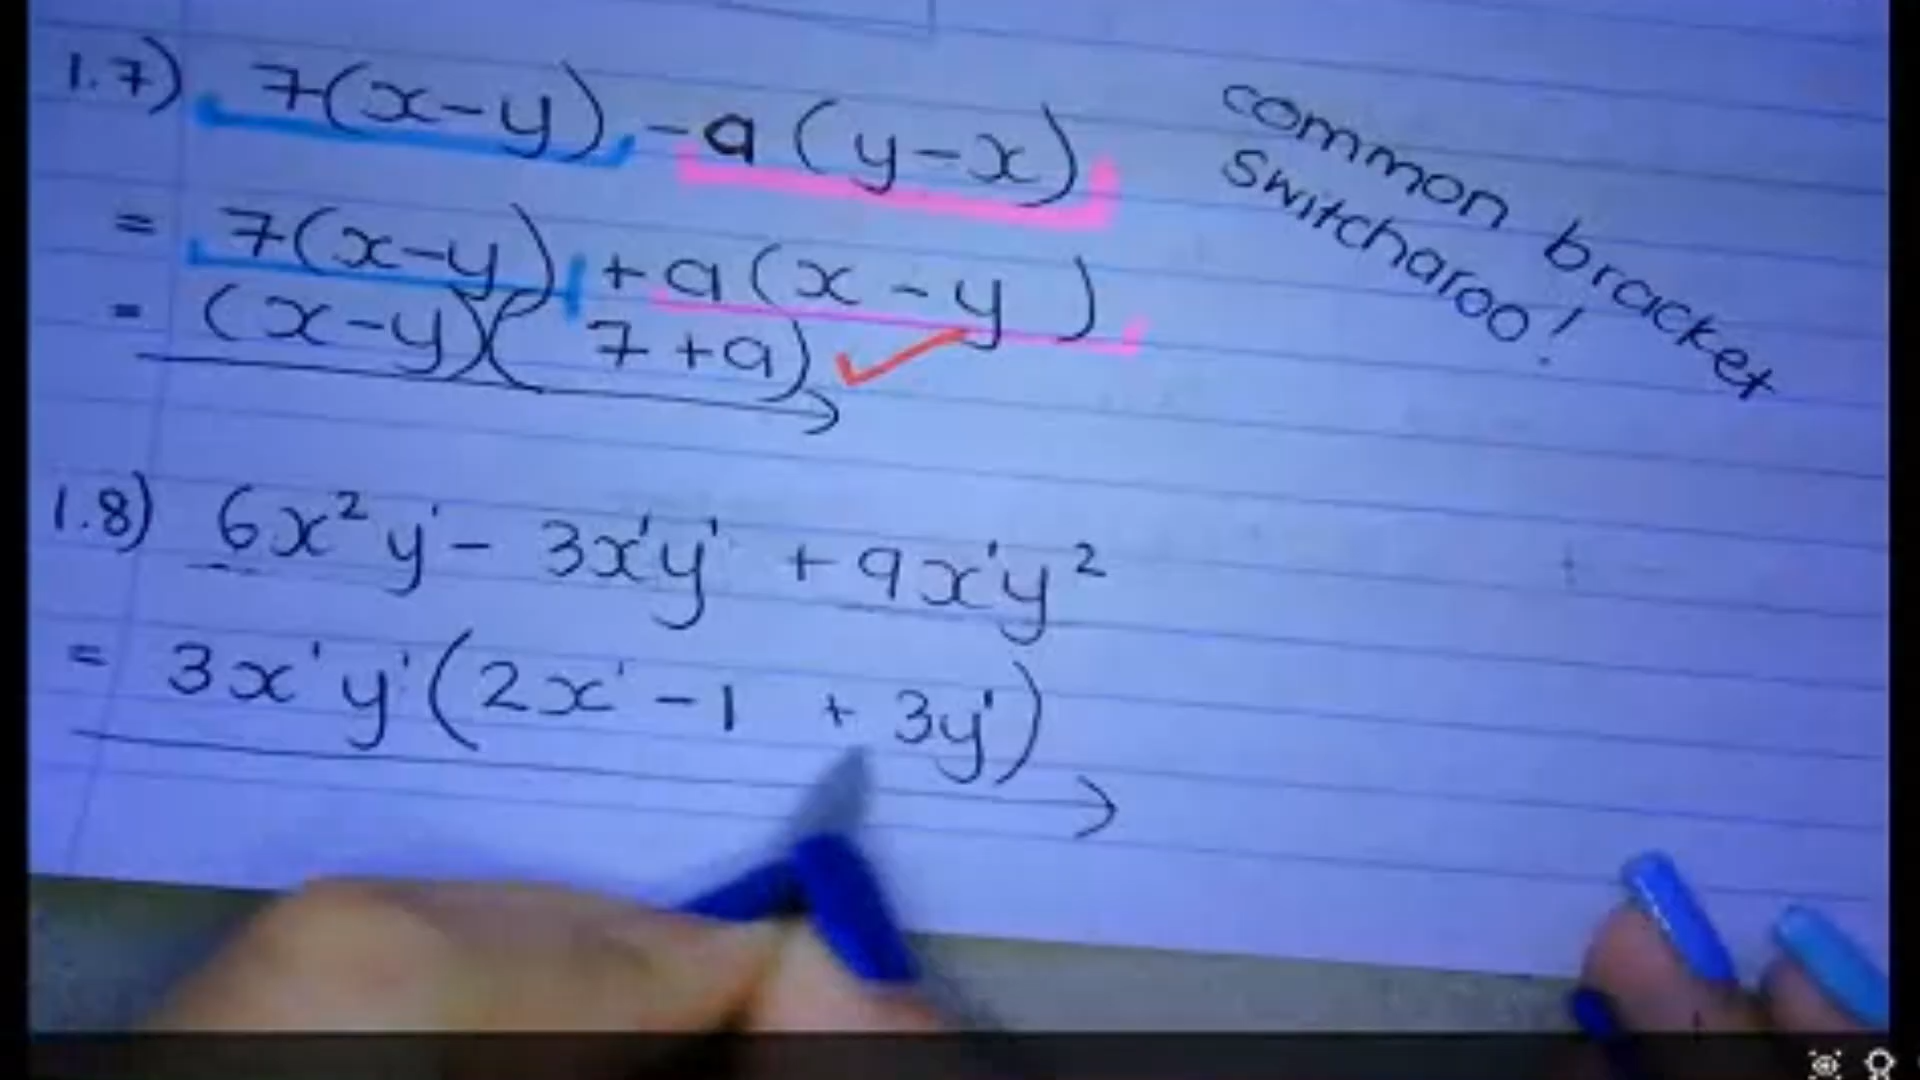 1.7) 7(x-y) - a(y-x)
= 7(x-y) + a(x-y)
= (x-y)(7+a)
common bracket
switcharoo!
1.8) 6x²y¹ - 3x¹y¹ + 9x¹y²
= 3x¹y¹(2x¹ - 1 + 3y¹)